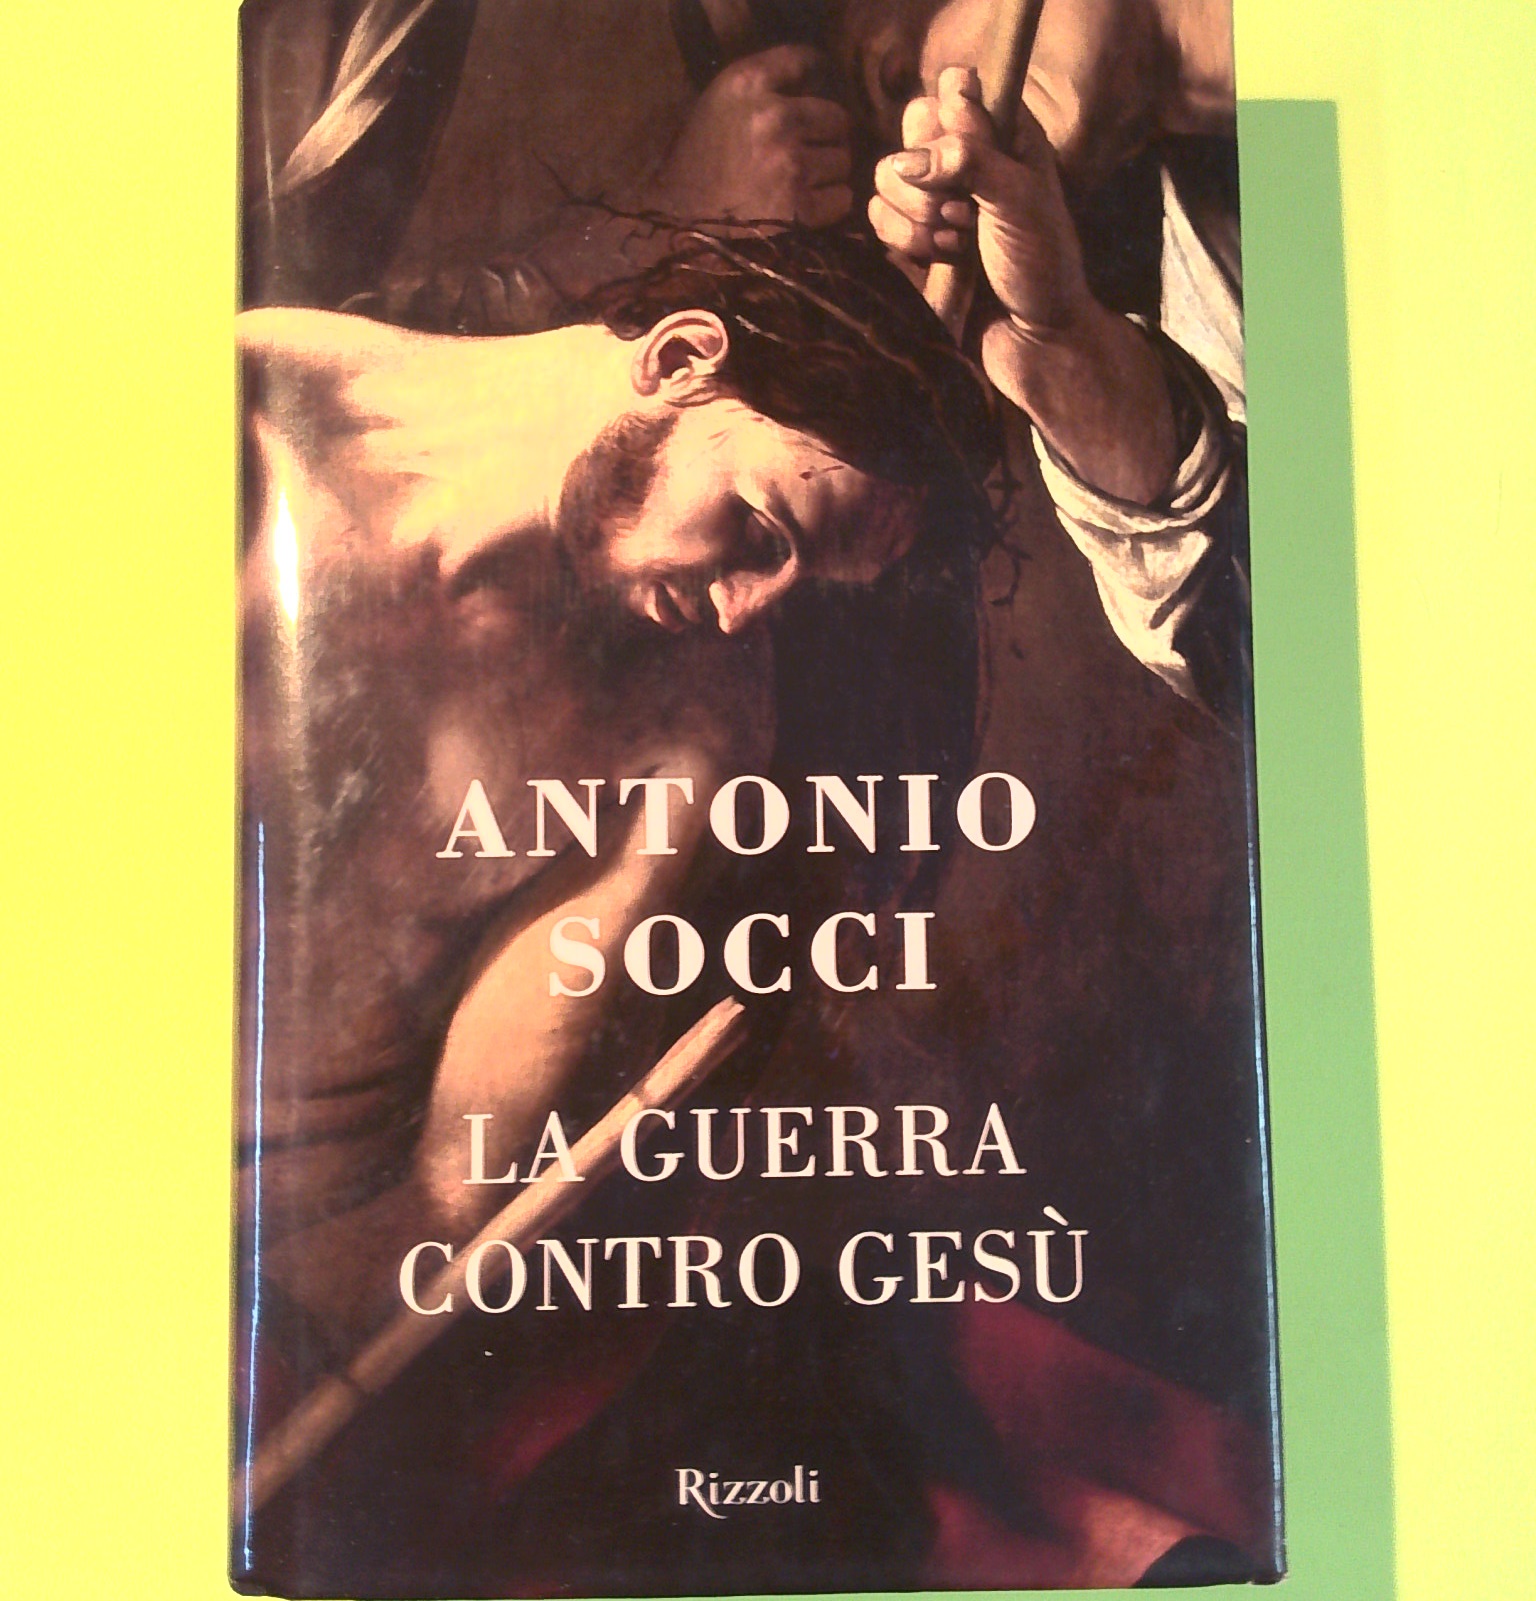 ANTONIO
SOCCI
LA GUERRA
CONTRO GESÙ
Rizzoli